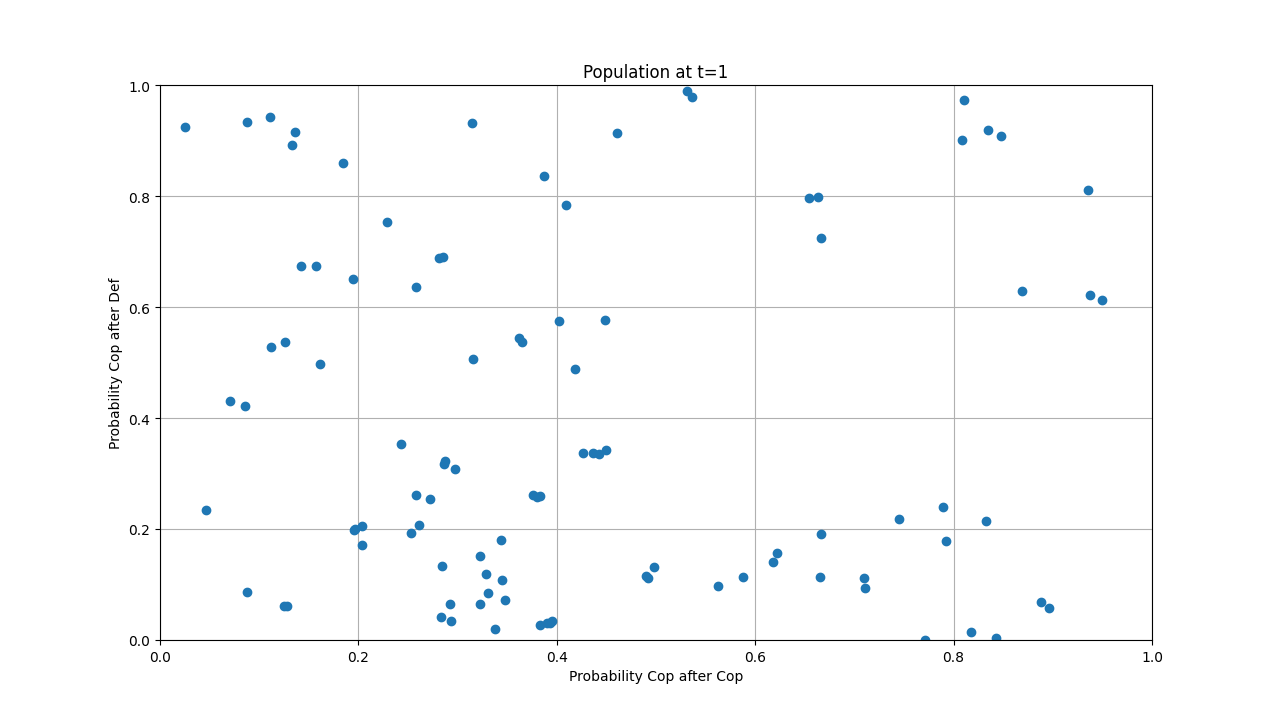 Population at t=1
Probability Cop after Def
1.0
0.8
0.6
0.4
0.2
0.0
0.0 0.2 0.4 0.6 0.8 1.0
Probability Cop after Cop